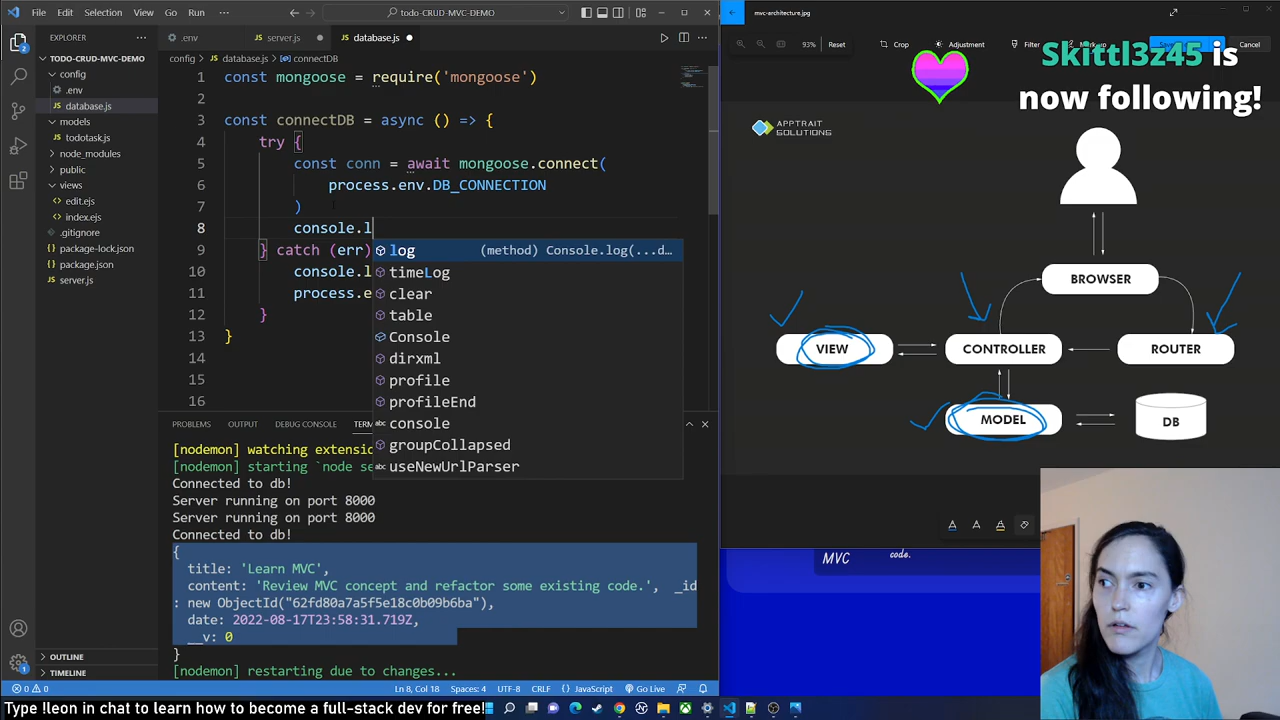 File Edit Selection View Go Run ···
todo-CRUD-MVC-DEMO
EXPLORER
TODO-CRUD-MVC-DEMO
config
.env
database.js
models
todotask.js
node_modules
public
views
edit.ejs
index.ejs
.gitignore
package-lock.json
package.json
server.js
OUTLINE
TIMELINE
.env
server.js
database.js
config > database.js > connectDB
1 const mongoose = require('mongoose')
2
3 const connectDB = async () => {
4 try {
5 const conn = await mongoose.connect(
6 process.env.DB_CONNECTION
7 )
8 console.l
9 } catch (err)
10 console.l
11 process.e
12 }
13 }
14
15
16
log (method) Console.log(...d…
timeLog
clear
table
Console
dirxml
profile
profileEnd
console
groupCollapsed
useNewUrlParser
PROBLEMS OUTPUT DEBUG CONSOLE TER
[nodemon] watching extensio
[nodemon] starting `node se
Connected to db!
Server running on port 8000
Server running on port 8000
Connected to db!
{
title: 'Learn MVC',
content: 'Review MVC concept and refactor some existing code.', _id
: new ObjectId("62fd80a7a5f5e18c0b09b6ba"),
date: 2022-08-17T23:58:31.719Z,
__v: 0
}
[nodemon] restarting due to changes...
0 0
Ln 8, Col 18 Spaces: 4 UTF-8 CRLF JavaScript Go Live
Type !leon in chat to learn how to become a full-stack dev for free!
mvc-architecture.jpg
93% Reset Crop Adjustment Filter Markup Cancel
Skittl3z45 is
now following!
APPTRAIT
SOLUTIONS
BROWSER
VIEW
CONTROLLER
ROUTER
MODEL
DB
MVC
code.